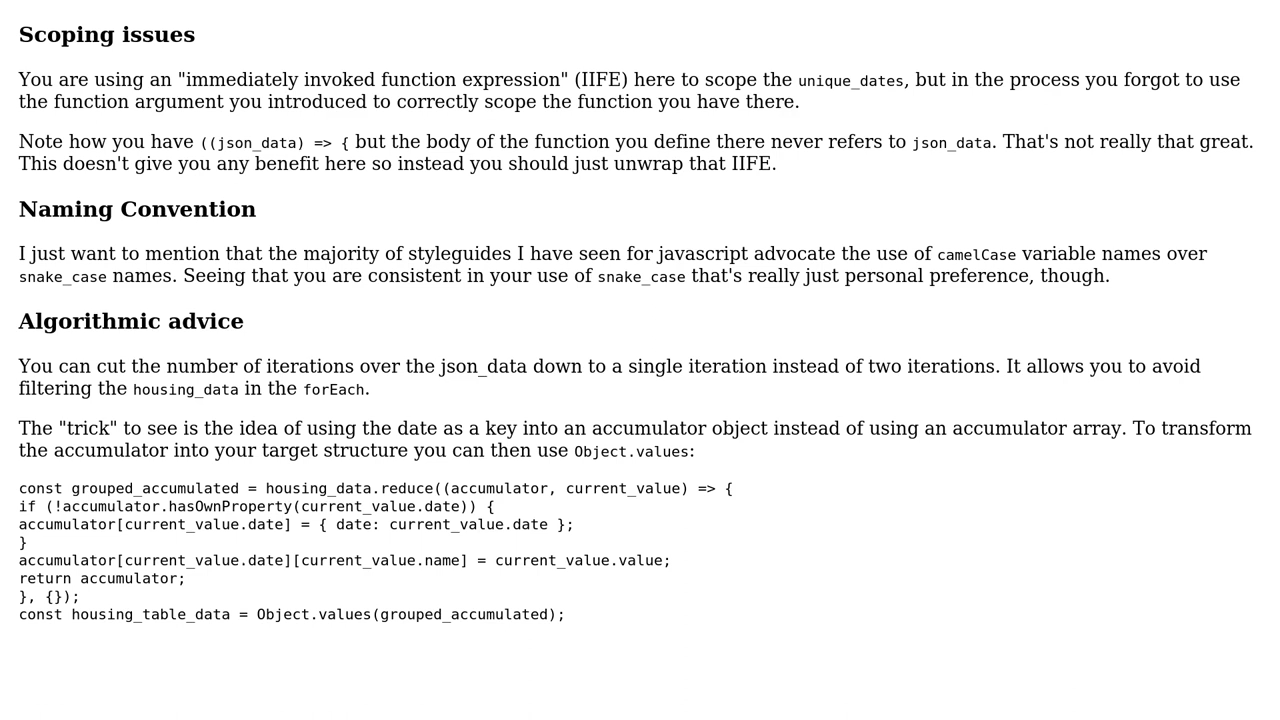 Scoping issues
You are using an "immediately invoked function expression" (IIFE) here to scope the unique_dates, but in the process you forgot to use
the function argument you introduced to correctly scope the function you have there.
Note how you have ((json_data) => { but the body of the function you define there never refers to json_data. That's not really that great.
This doesn't give you any benefit here so instead you should just unwrap that IIFE.
Naming Convention
I just want to mention that the majority of styleguides I have seen for javascript advocate the use of camelCase variable names over
snake_case names. Seeing that you are consistent in your use of snake_case that's really just personal preference, though.
Algorithmic advice
You can cut the number of iterations over the json_data down to a single iteration instead of two iterations. It allows you to avoid
filtering the housing_data in the forEach.
The "trick" to see is the idea of using the date as a key into an accumulator object instead of using an accumulator array. To transform
the accumulator into your target structure you can then use Object.values:
const grouped_accumulated = housing_data.reduce((accumulator, current_value) => {
if (!accumulator.hasOwnProperty(current_value.date)) {
accumulator[current_value.date] = { date: current_value.date };
}
accumulator[current_value.date][current_value.name] = current_value.value;
return accumulator;
}, {});
const housing_table_data = Object.values(grouped_accumulated);